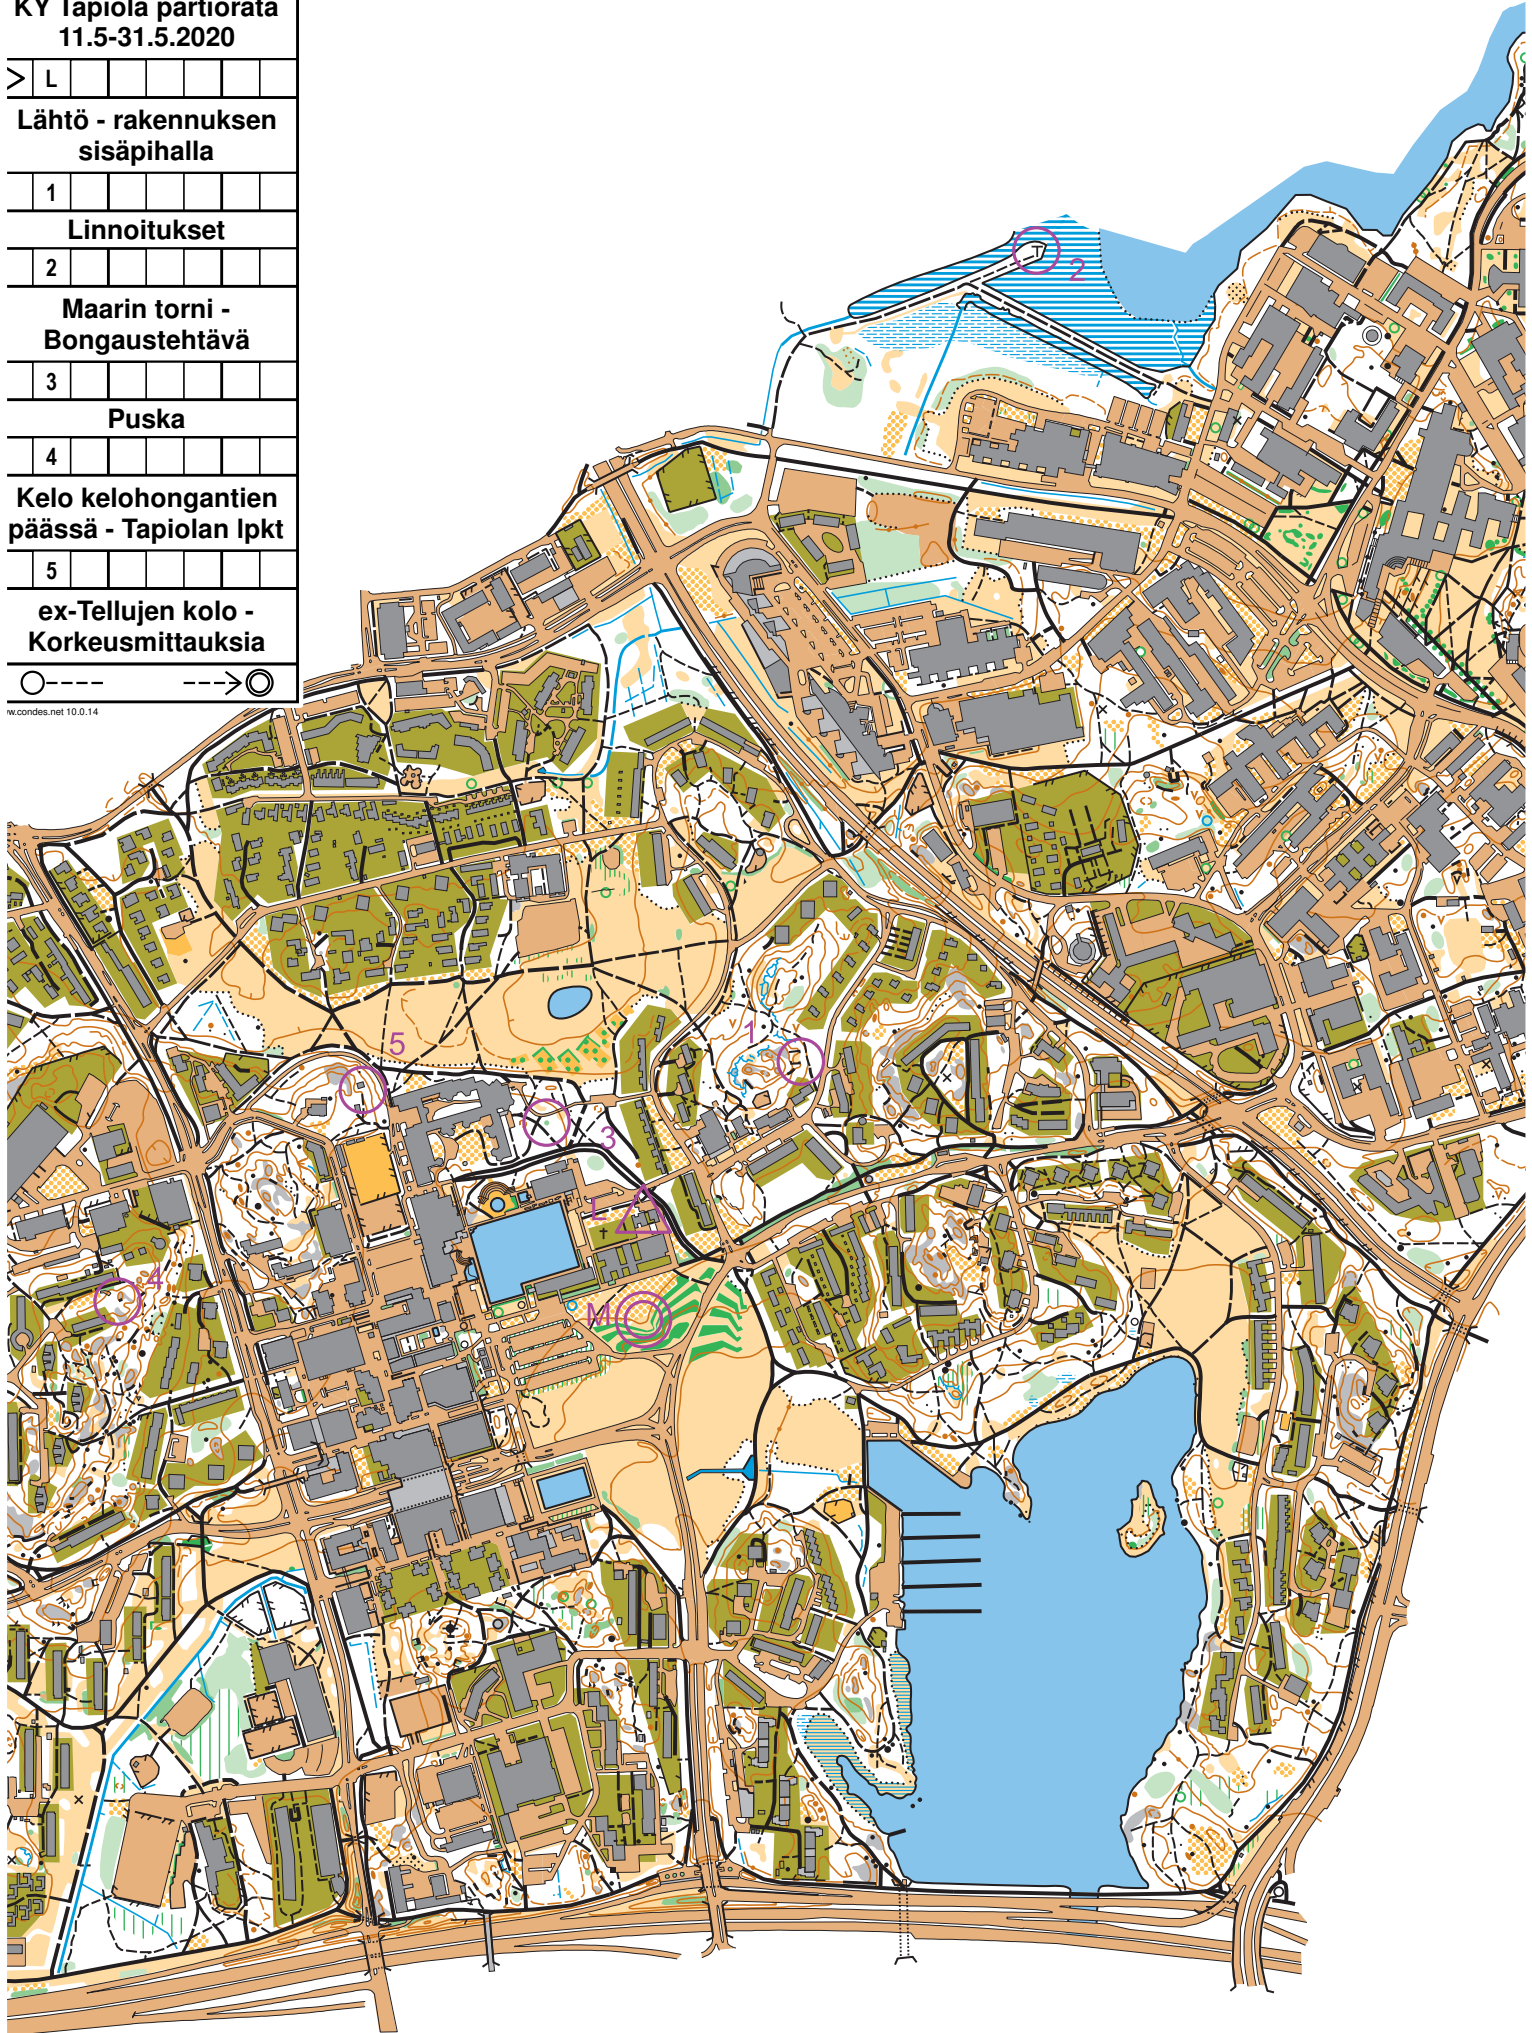 KY Tapiola partiorata
11.5-31.5.2020
L
Lähtö - rakennuksen
sisäpihalla
1
Linnoitukset
2
Maarin torni -
Bongaustehtävä
3
Puska
4
Kelo kelohongantien
päässä - Tapiolan lpkt
5
ex-Tellujen kolo -
Korkeusmittauksia
w.condes.net 10.0.14
T
2
1
5
3
L
4
M